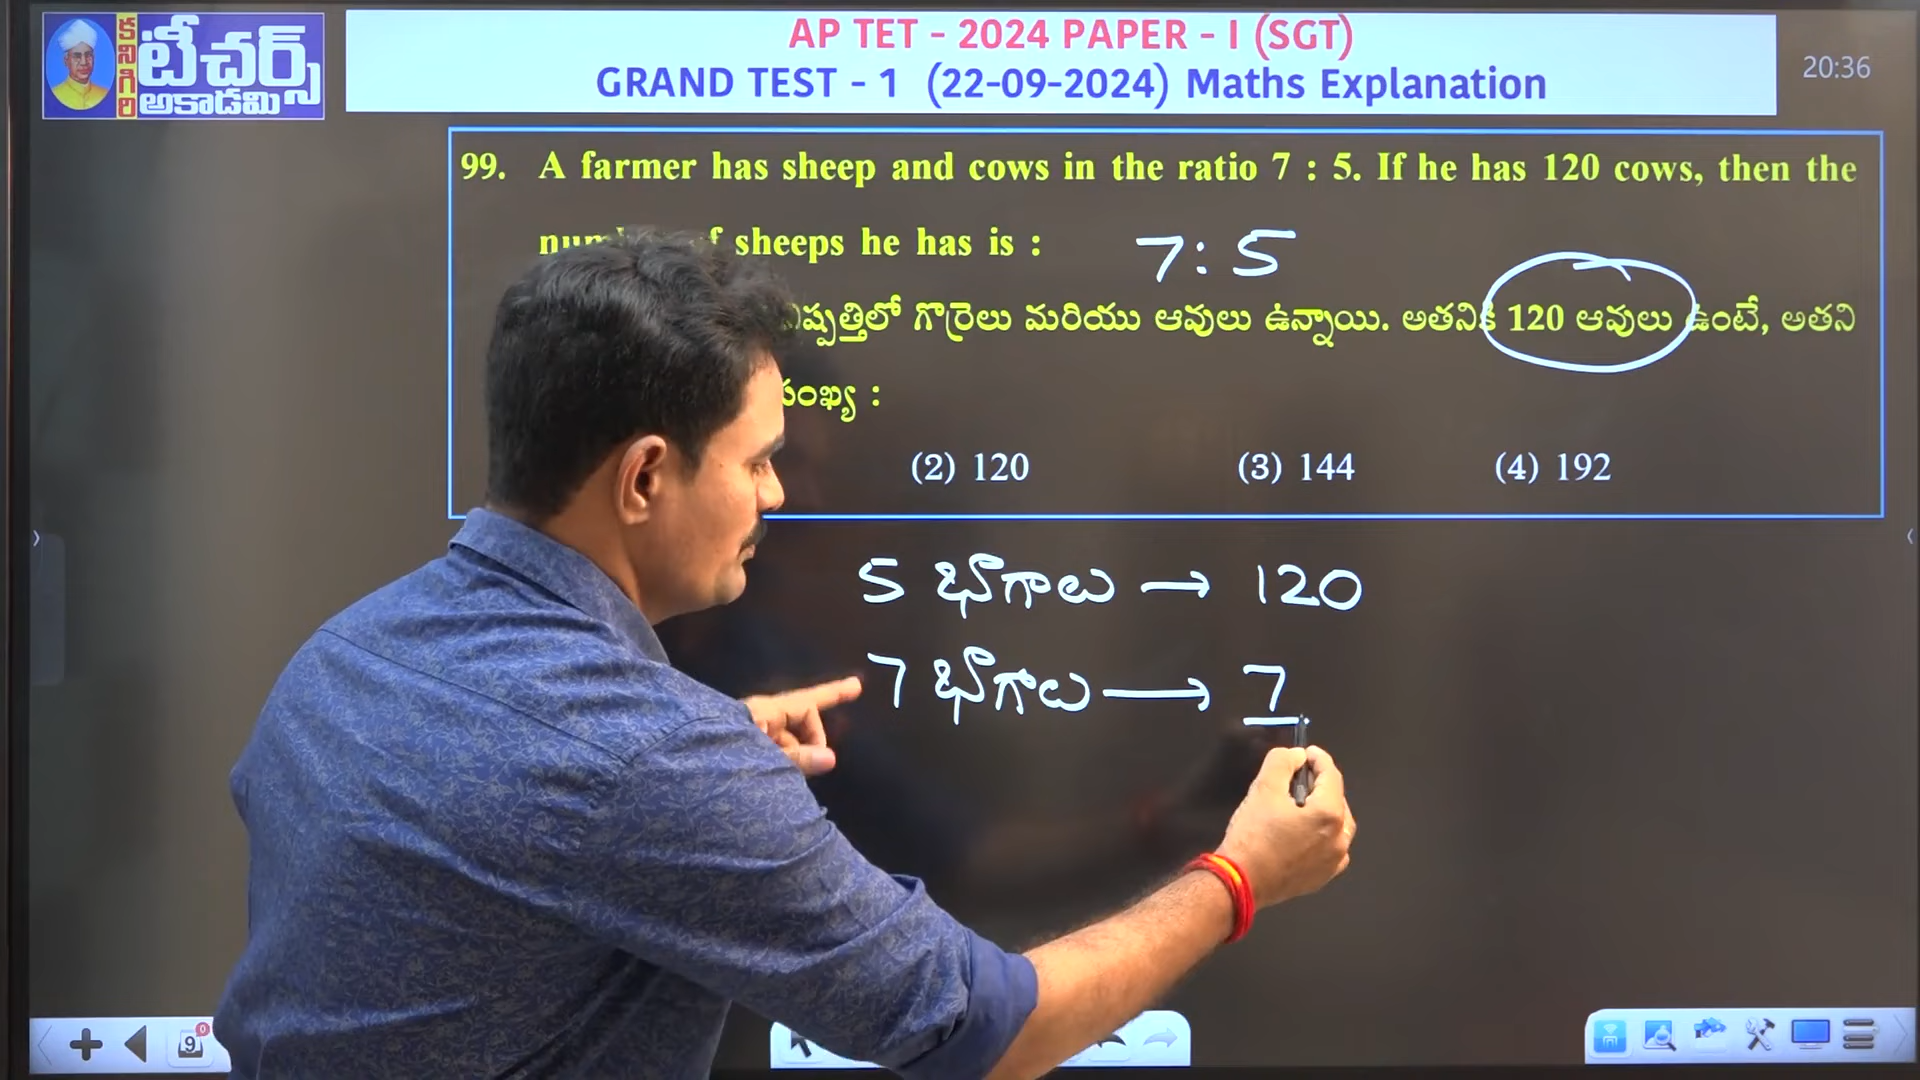 కనిగిరి
టీచర్స్
అకాడమి
AP TET - 2024 PAPER - I (SGT)
GRAND TEST - 1 (22-09-2024) Maths Explanation
20:36
99. A farmer has sheep and cows in the ratio 7 : 5. If he has 120 cows, then the
sheeps he has is :
7 : 5
గొర్రెలు మరియు ఆవులు ఉన్నాయి. అతనికి 120 ఆవులు ఉంటే, అతని
:
(2) 120 (3) 144 (4) 192
5 భాగాలు → 120
7 భాగాలు → 7
9
0